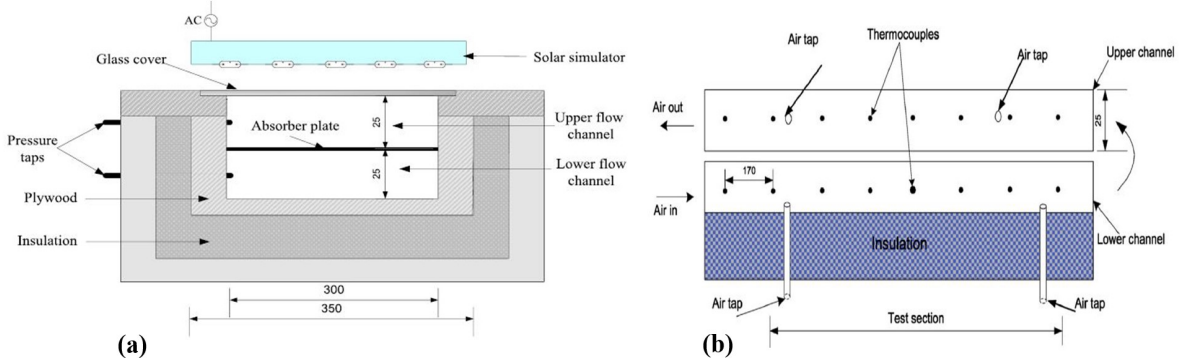 AC
Solar simulator
Glass cover
Upper flow
channel
Absorber plate
25
Pressure
taps
Lower flow
channel
25
Plywood
Insulation
300
350
(a)
Air tap
Thermocouples
Air tap
Upper channel
Air out
25
170
Air in
Insulation
Lower channel
Air tap
Air tap
Test section
(b)